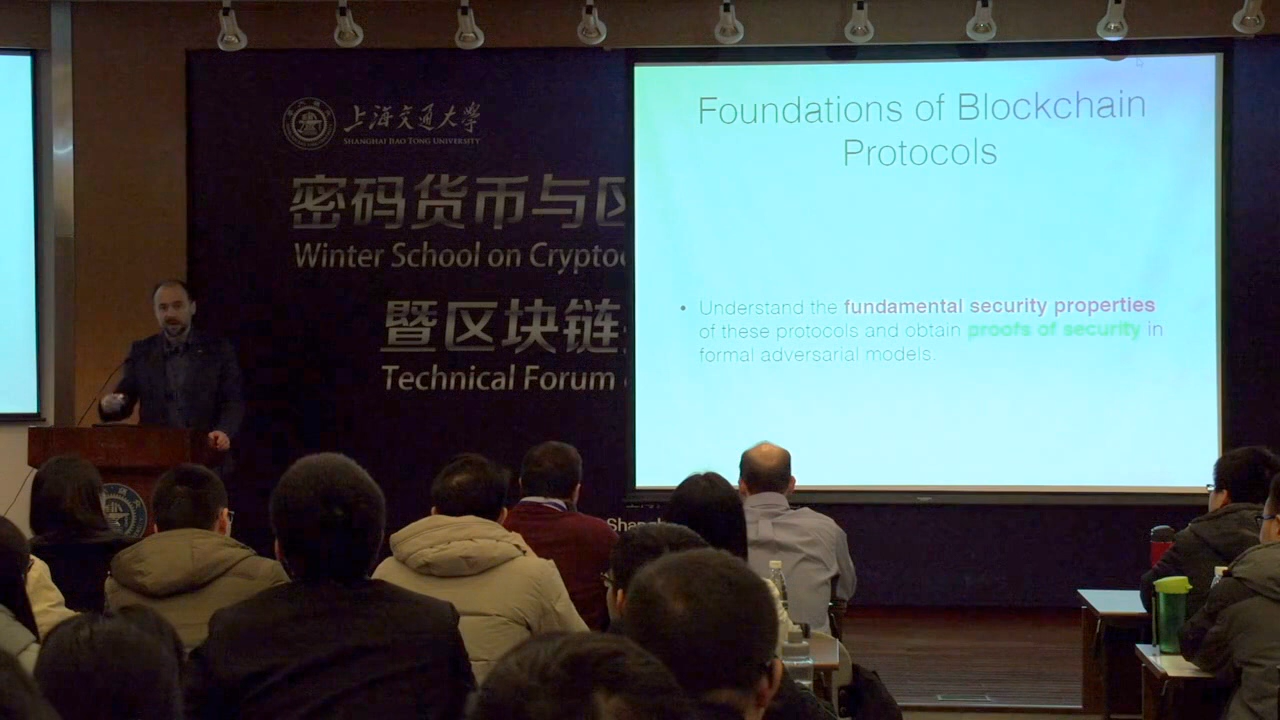 上海交通大学
SHANGHAI JIAO TONG UNIVERSITY
密码货币与区
Winter School on Crypto
暨区块链
Technical Forum
Shang
Foundations of Blockchain
Protocols
• Understand the fundamental security properties
of these protocols and obtain proofs of security in
formal adversarial models.